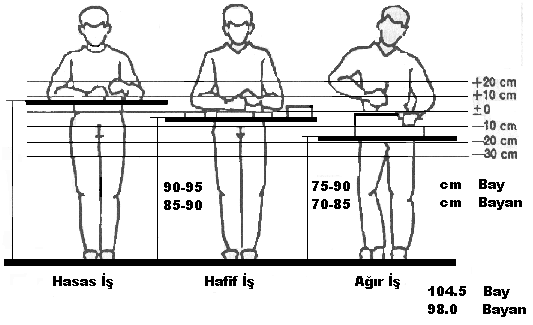 +20 cm
+10 cm
± 0
-10 cm
-20 cm
-30 cm
90-95 75-90 cm Bay
85-90 70-85 cm Bayan
Hasas İş Hafif İş Ağır İş
104.5 Bay
98.0 Bayan